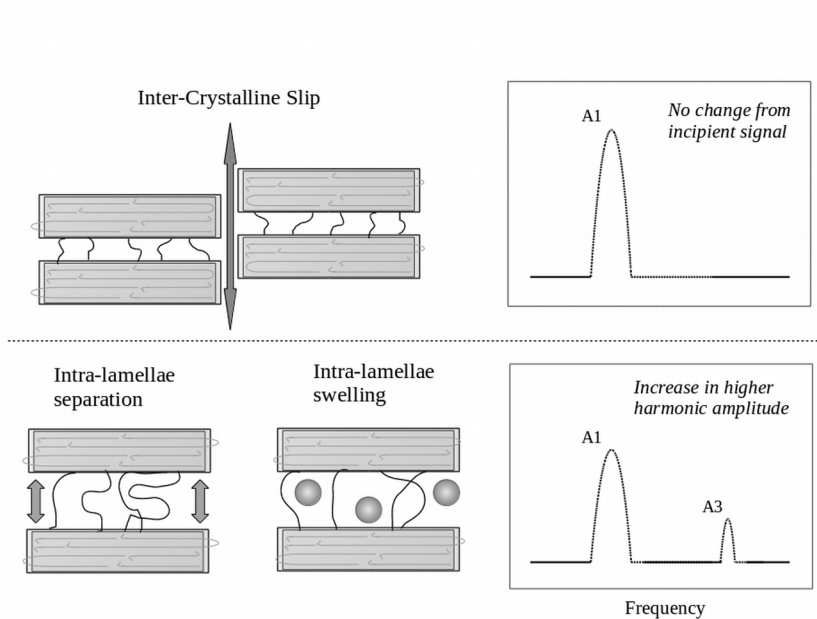 Inter-Crystalline Slip
A1
No change from
incipient signal
Intra-lamellae
separation
Intra-lamellae
swelling
Increase in higher
harmonic amplitude
A1
A3
Frequency